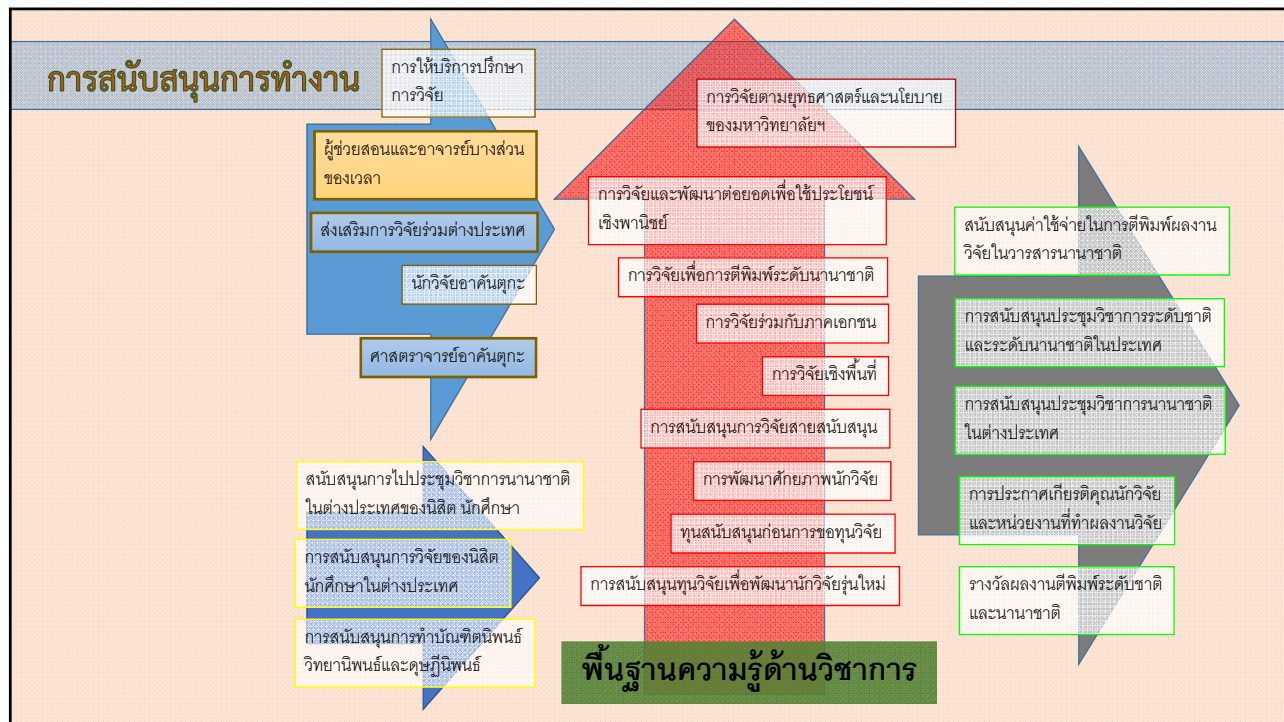 การสนับสนุนการทำงาน
การให้บริการปรึกษา
การวิจัย
ผู้ช่วยสอนและอาจารย์บางส่วน
ของเวลา
ส่งเสริมการวิจัยร่วมต่างประเทศ
นักวิจัยอาคันตุกะ
ศาสตราจารย์อาคันตุกะ
สนับสนุนการไปประชุมวิชาการนานาชาติ
ในต่างประเทศของนิสิต นักศึกษา
การสนับสนุนการวิจัยของนิสิต
นักศึกษาในต่างประเทศ
การสนับสนุนการทำบัณฑิตนิพนธ์
วิทยานิพนธ์และดุษฎีนิพนธ์
การวิจัยตามยุทธศาสตร์และนโยบาย
ของมหาวิทยาลัยฯ
การวิจัยและพัฒนาต่อยอดเพื่อใช้ประโยชน์
เชิงพานิชย์
การวิจัยเพื่อการตีพิมพ์ระดับนานาชาติ
การวิจัยร่วมกับภาคเอกชน
การวิจัยเชิงพื้นที่
การสนับสนุนการวิจัยสายสนับสนุน
การพัฒนาศักยภาพนักวิจัย
ทุนสนับสนุนก่อนการขอทุนวิจัย
การสนับสนุนทุนวิจัยเพื่อพัฒนานักวิจัยรุ่นใหม่
พื้นฐานความรู้ด้านวิชาการ
สนับสนุนค่าใช้จ่ายในการตีพิมพ์ผลงาน
วิจัยในวารสารนานาชาติ
การสนับสนุนประชุมวิชาการระดับชาติ
และระดับนานาชาติในประเทศ
การสนับสนุนประชุมวิชาการนานาชาติ
ในต่างประเทศ
การประกาศเกียรติคุณนักวิจัย
และหน่วยงานที่ทำผลงานวิจัย
รางวัลผลงานตีพิมพ์ระดับชาติ
และนานาชาติ